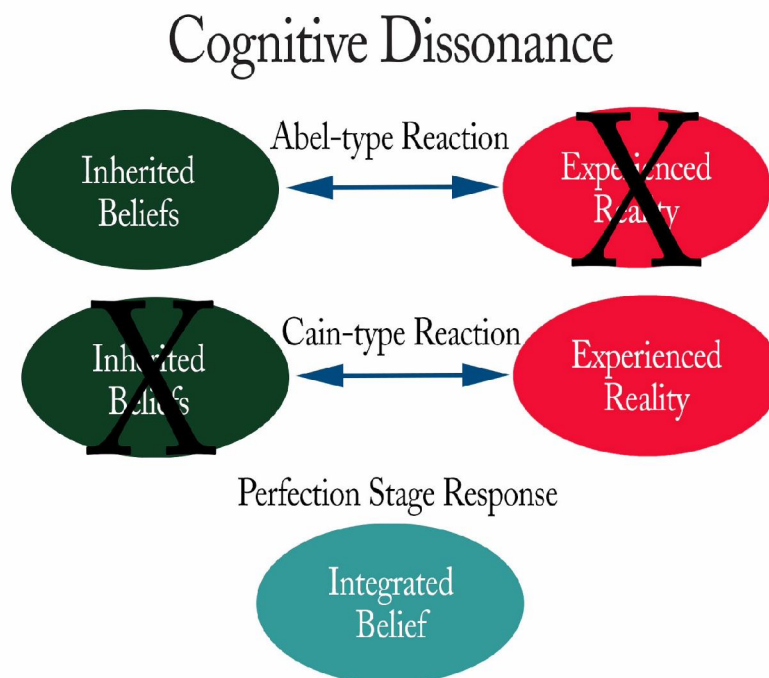 Cognitive Dissonance
Abel-type Reaction
Inherited
Beliefs
Experienced
Reality
X
Cain-type Reaction
Inherited
Beliefs
X
Experienced
Reality
Perfection Stage Response
Integrated
Belief